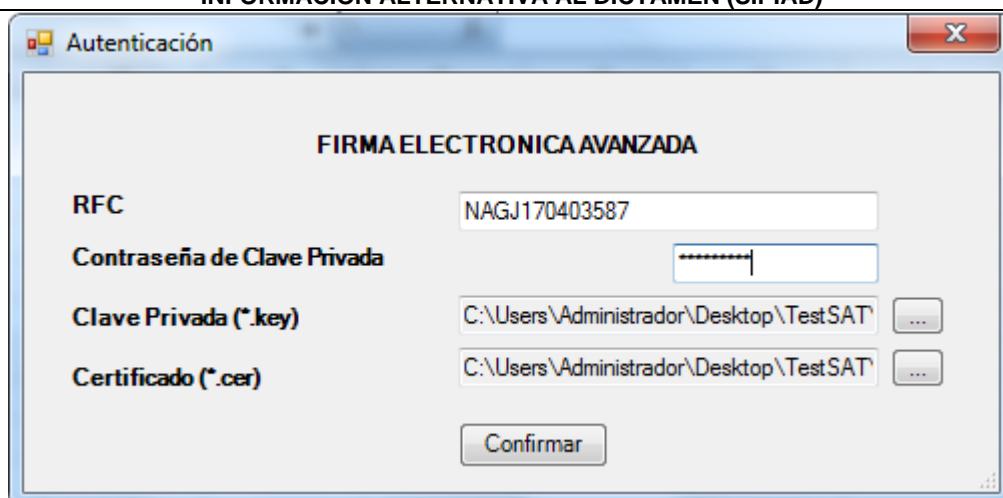 INFORMACIÓN ALTERNATIVA AL DICTAMEN (SIPIAD)
Autenticación
FIRMA ELECTRONICA AVANZADA
RFC NAGJ170403587
Contraseña de Clave Privada *********
Clave Privada (*.key) C:\Users\Administrador\Desktop\TestSAT\ ...
Certificado (*.cer) C:\Users\Administrador\Desktop\TestSAT\ ...
Confirmar